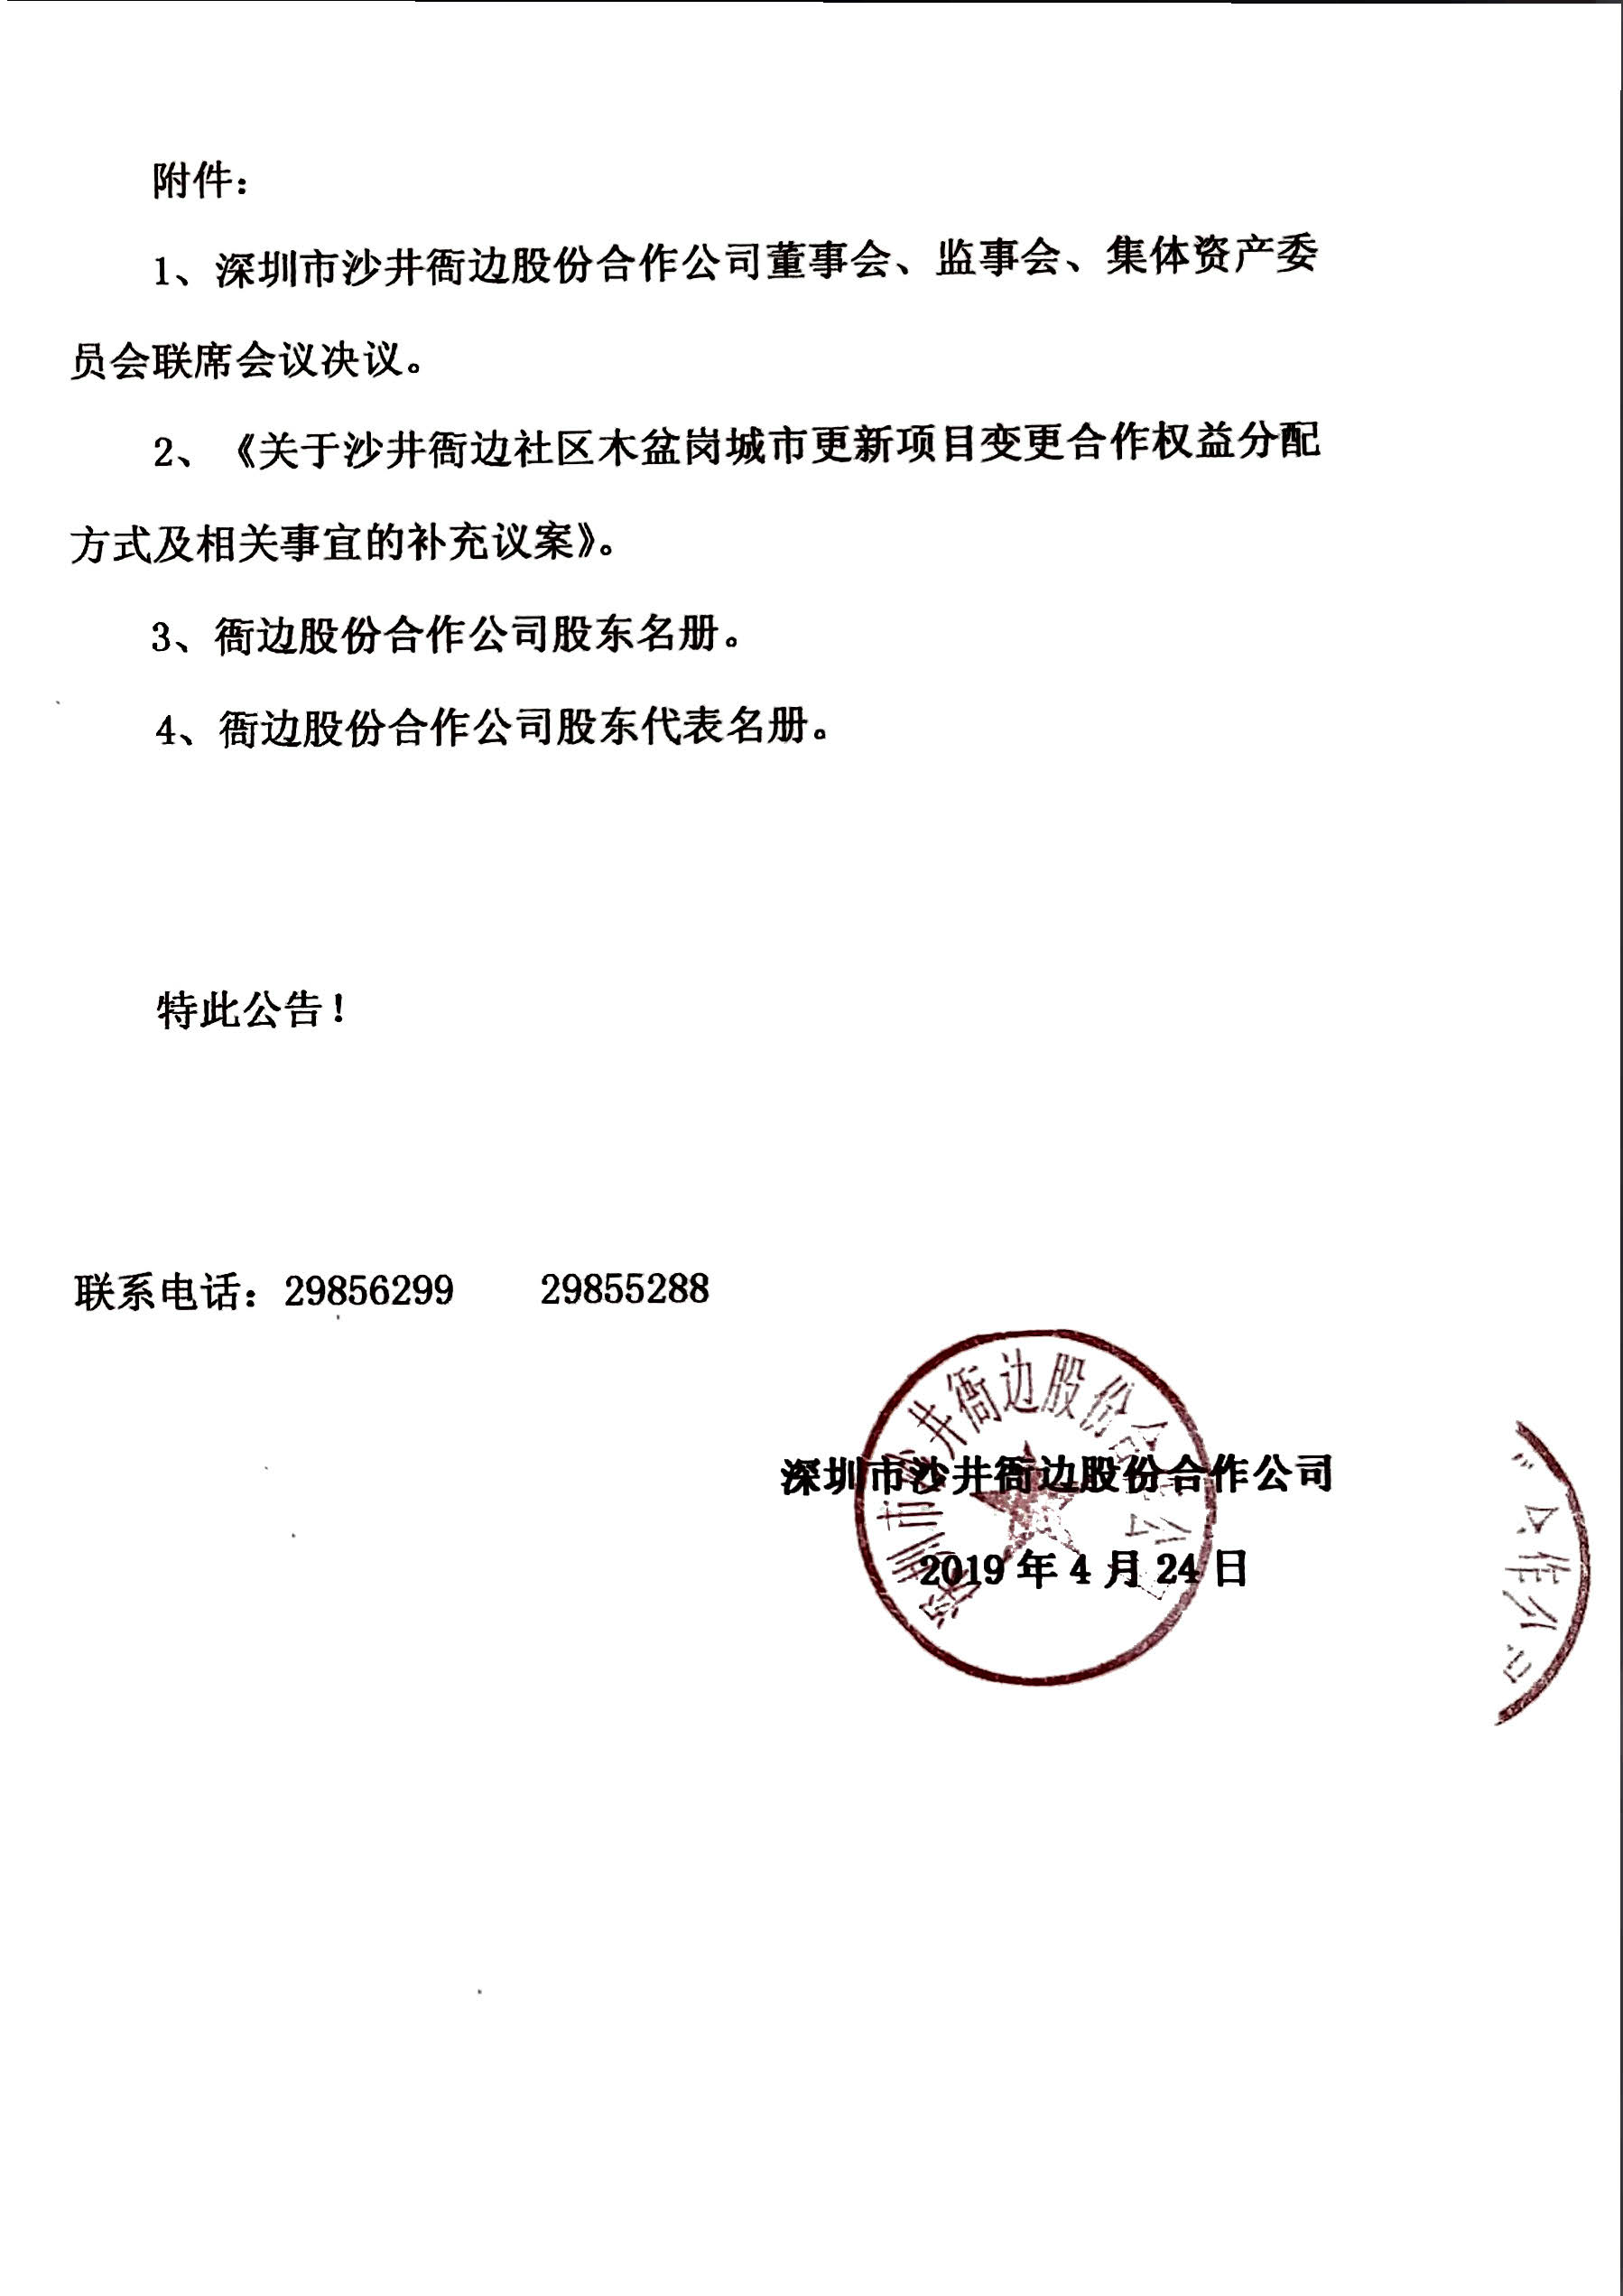 附件：
1、深圳市沙井衙边股份合作公司董事会、监事会、集体资产委
员会联席会议决议。
2、《关于沙井衙边社区木盆岗城市更新项目变更合作权益分配
方式及相关事宜的补充议案》。
3、衙边股份合作公司股东名册。
4、衙边股份合作公司股东代表名册。
特此公告！
联系电话：29856299 29855288
深圳市沙井衙边股份合作公司
2019年4月24日
深圳市沙井衙边股份合作公司
合作公司